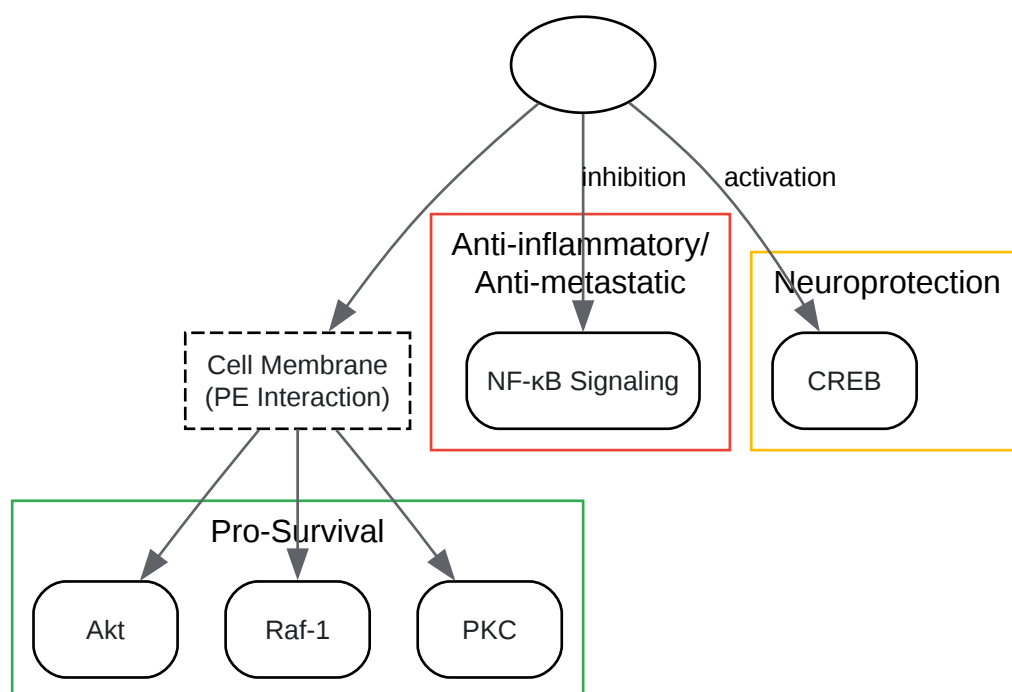 inhibition
activation
Anti-inflammatory/
Anti-metastatic
Neuroprotection
Cell Membrane
(PE Interaction)
NF-κB Signaling
CREB
Pro-Survival
Akt
Raf-1
PKC